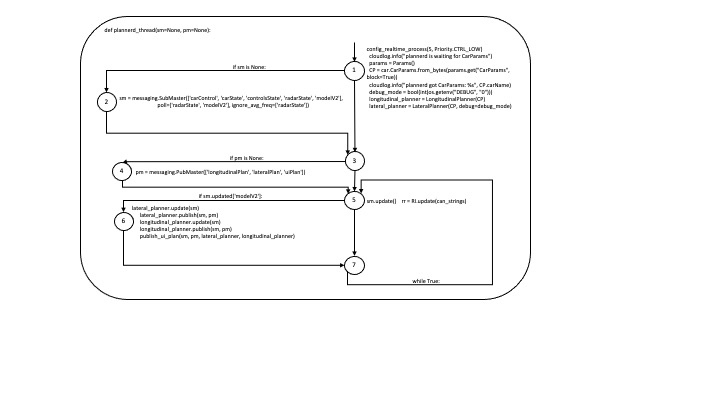 def plannerd_thread(sm=None, pm=None):
config_realtime_process(5, Priority.CTRL_LOW)
cloudlog.info("plannerd is waiting for CarParams")
params = Params()
CP = car.CarParams.from_bytes(params.get("CarParams",
block=True))
cloudlog.info("plannerd got CarParams: %s", CP.carName)
debug_mode = bool(int(os.getenv("DEBUG", "0")))
longitudinal_planner = LongitudinalPlanner(CP)
lateral_planner = LateralPlanner(CP, debug=debug_mode)
1
if sm is None:
2
sm = messaging.SubMaster(['carControl', 'carState', 'controlsState', 'radarState', 'modelV2'],
poll=['radarState', 'modelV2'], ignore_avg_freq=['radarState'])
if pm is None:
3
4
pm = messaging.PubMaster(['longitudinalPlan', 'lateralPlan', 'uiPlan'])
if sm.updated['modelV2']:
5
sm.update() rr = RI.update(can_strings)
6
lateral_planner.update(sm)
lateral_planner.publish(sm, pm)
longitudinal_planner.update(sm)
longitudinal_planner.publish(sm, pm)
publish_ui_plan(sm, pm, lateral_planner, longitudinal_planner)
7
while True: